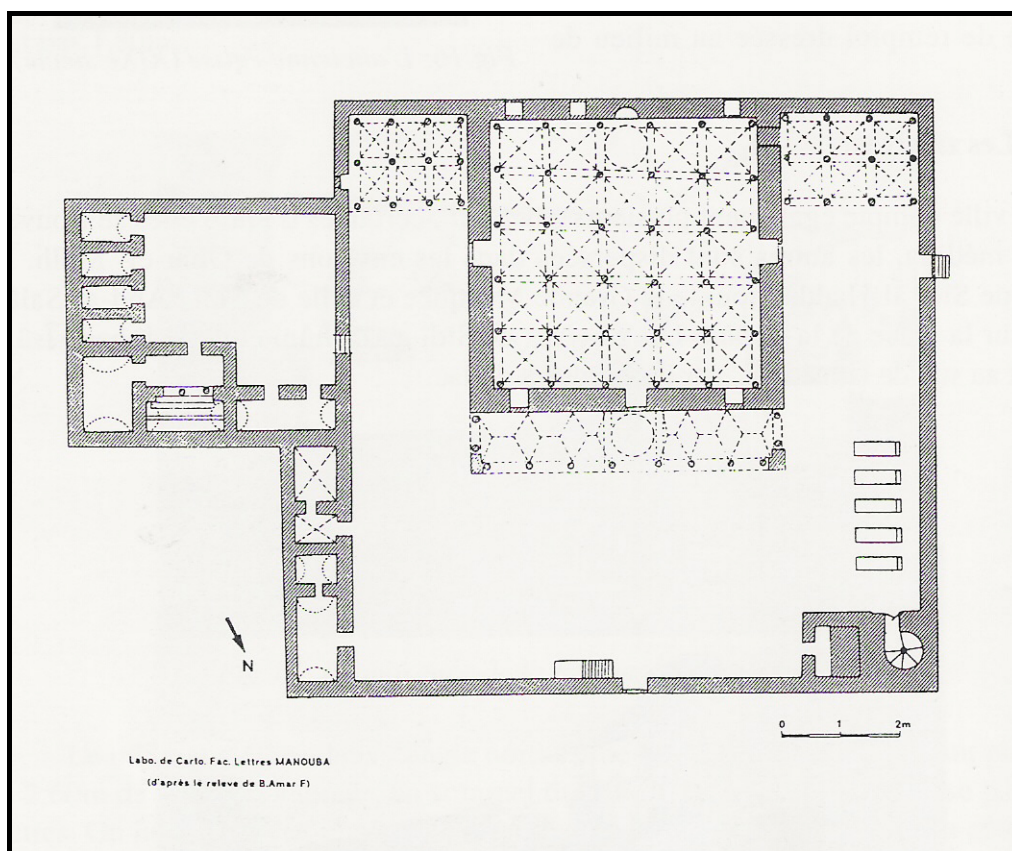 N
0 1 2m
Labo. de Carto. Fac. Lettres MANOUBA
(d'après le releve de B.Amar F)